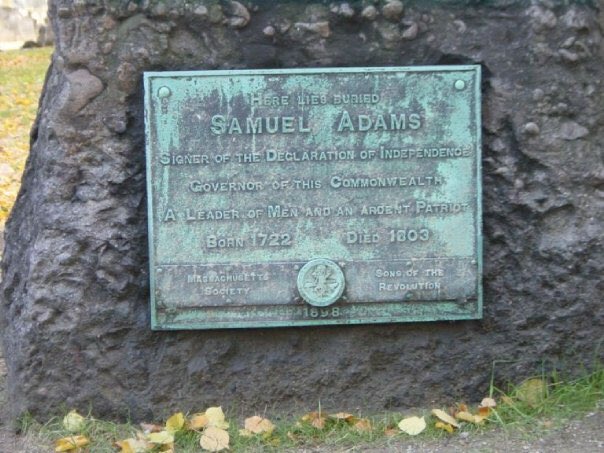 HERE LIES BURIED
SAMUEL ADAMS
SIGNER OF THE DECLARATION OF INDEPENDENCE
GOVERNOR OF THIS COMMONWEALTH
A LEADER OF MEN AND AN ARDENT PATRIOT
BORN 1722 DIED 1803
MASSACHUSETTS SOCIETY
SONS OF THE REVOLUTION
1898